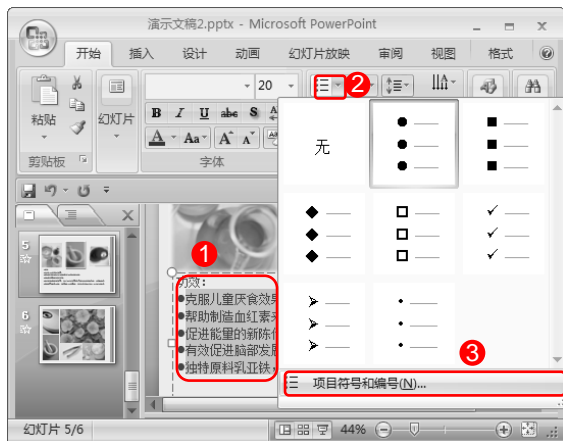 演示文稿2.pptx - Microsoft PowerPoint
开始 插入 设计 动画 幻灯片放映 审阅 视图 格式
粘贴 幻灯片 20 2
B I U abe S
A Aa A A
剪贴板 字体
无
5
6
1
功效：
●克服儿童厌食效果
●帮助制造血红素
●促进能里的新陈
●有效促进脑部发
●独特原料乳亚铁，
3
项目符号和编号(N)...
幻灯片 5/6 44%